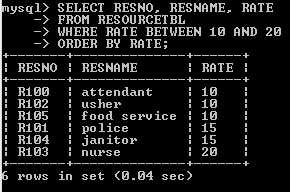 mysql> SELECT RESNO, RESNAME, RATE
    -> FROM RESOURCETBL
    -> WHERE RATE BETWEEN 10 AND 20
    -> ORDER BY RATE;
+-------+--------------+------+
| RESNO | RESNAME      | RATE |
+-------+--------------+------+
| R100  | attendant    | 10   |
| R102  | usher        | 10   |
| R105  | food service | 10   |
| R101  | police       | 15   |
| R104  | janitor      | 15   |
| R103  | nurse        | 20   |
+-------+--------------+------+
6 rows in set (0.04 sec)